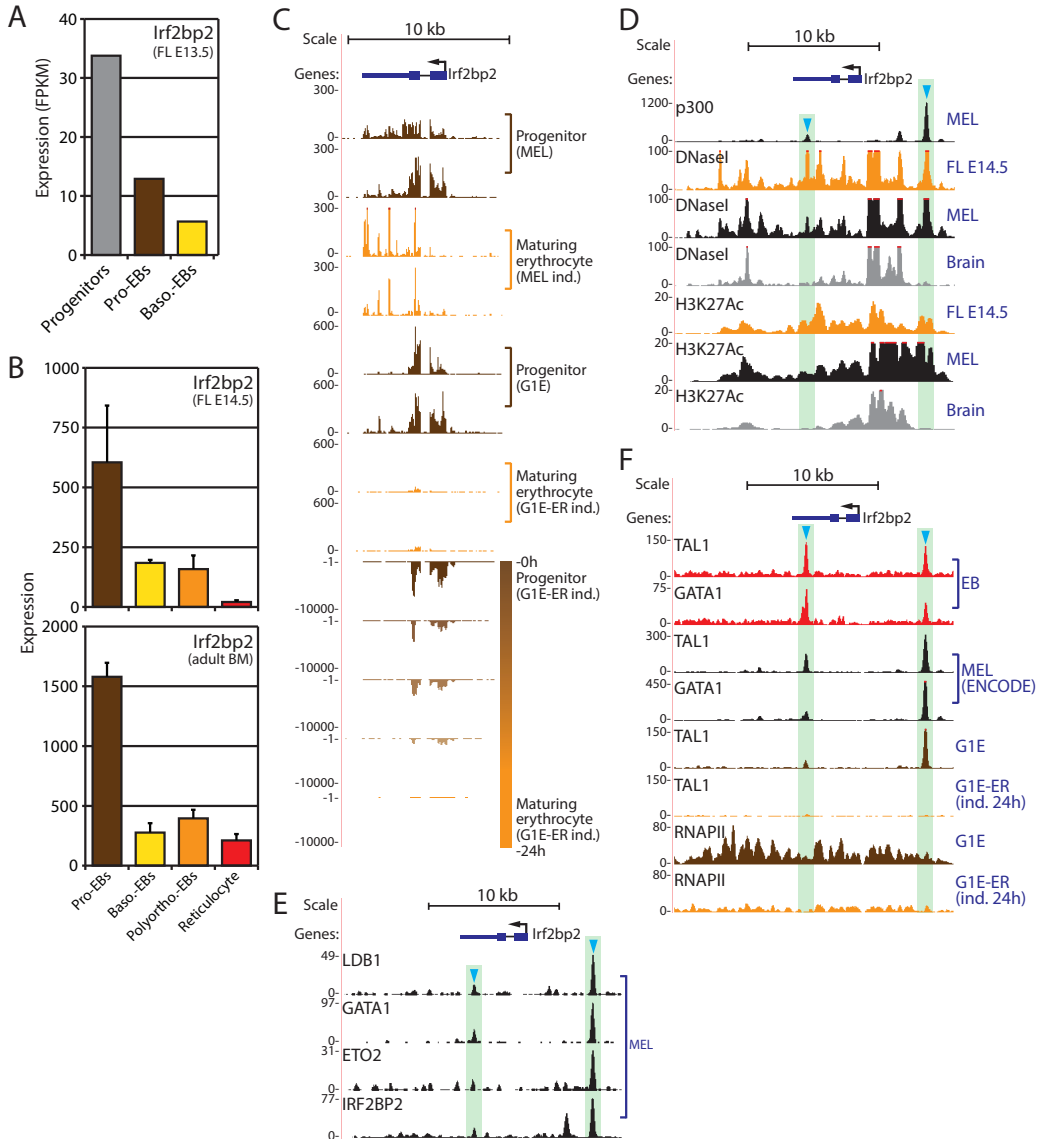 A
Irf2bp2
(FL E13.5)
Expression (FPKM)
40
30
20
10
0
Progenitors
Pro-EBs
Baso.-EBs
B
Irf2bp2
(FL E14.5)
1000
750
500
250
0
Expression
Irf2bp2
(adult BM)
2000
1500
1000
500
0
Pro-EBs
Baso.-EBs
Polyortho.-EBs
Reticulocyte
C
10 kb
Scale
Genes:
Irf2bp2
300-
0-
Progenitor
(MEL)
300-
0-
300-
0-
Maturing
erythrocyte
(MEL ind.)
300-
0-
600-
0-
Progenitor
(G1E)
600-
0-
600-
0-
Maturing
erythrocyte
(G1E-ER ind.)
600-
0-
-1-
-0h
Progenitor
(G1E-ER ind.)
-10000-
-1-
-10000-
-1-
-10000-
-1-
-10000-
-1-
-10000-
Maturing
erythrocyte
(G1E-ER ind.)
-24h
D
10 kb
Scale
Genes:
Irf2bp2
1200-
p300
0-
MEL
100-
DNaseI
0-
FL E14.5
100-
DNaseI
0-
MEL
100-
DNaseI
0-
Brain
20-
H3K27Ac
0-
FL E14.5
20-
H3K27Ac
0-
MEL
20-
H3K27Ac
0-
Brain
E
10 kb
Scale
Genes:
Irf2bp2
49-
LDB1
0-
97-
GATA1
0-
31-
ETO2
0-
77-
IRF2BP2
0-
MEL
F
10 kb
Scale
Genes:
Irf2bp2
150-
TAL1
0-
75-
GATA1
0-
EB
300-
TAL1
0-
450-
GATA1
0-
MEL
(ENCODE)
150-
TAL1
0-
G1E
150-
TAL1
0-
G1E-ER
(ind. 24h)
80-
RNAPII
0-
G1E
80-
RNAPII
0-
G1E-ER
(ind. 24h)